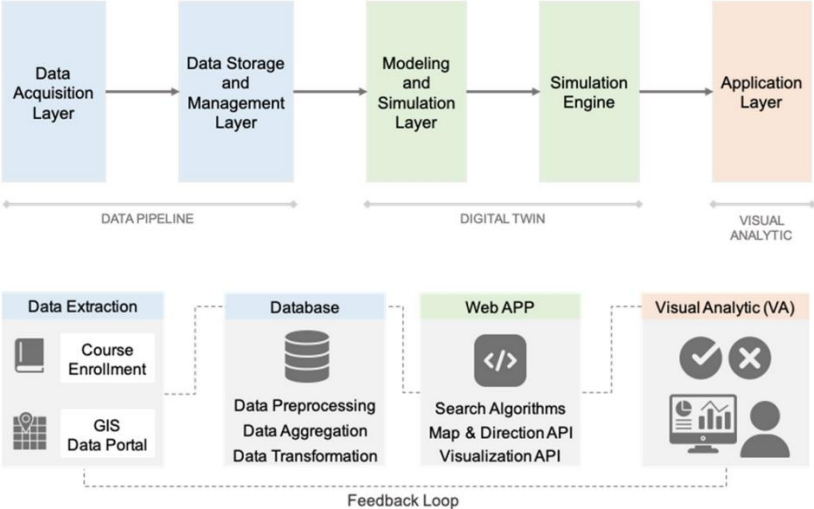 Data
Acquisition
Layer
Data Storage
and
Management
Layer
Modeling
and
Simulation
Layer
Simulation
Engine
Application
Layer
DATA PIPELINE
DIGITAL TWIN
VISUAL
ANALYTIC
Data Extraction
Course
Enrollment
GIS
Data Portal
Database
Data Preprocessing
Data Aggregation
Data Transformation
Web APP
</>
Search Algorithms
Map & Direction API
Visualization API
Visual Analytic (VA)
Feedback Loop